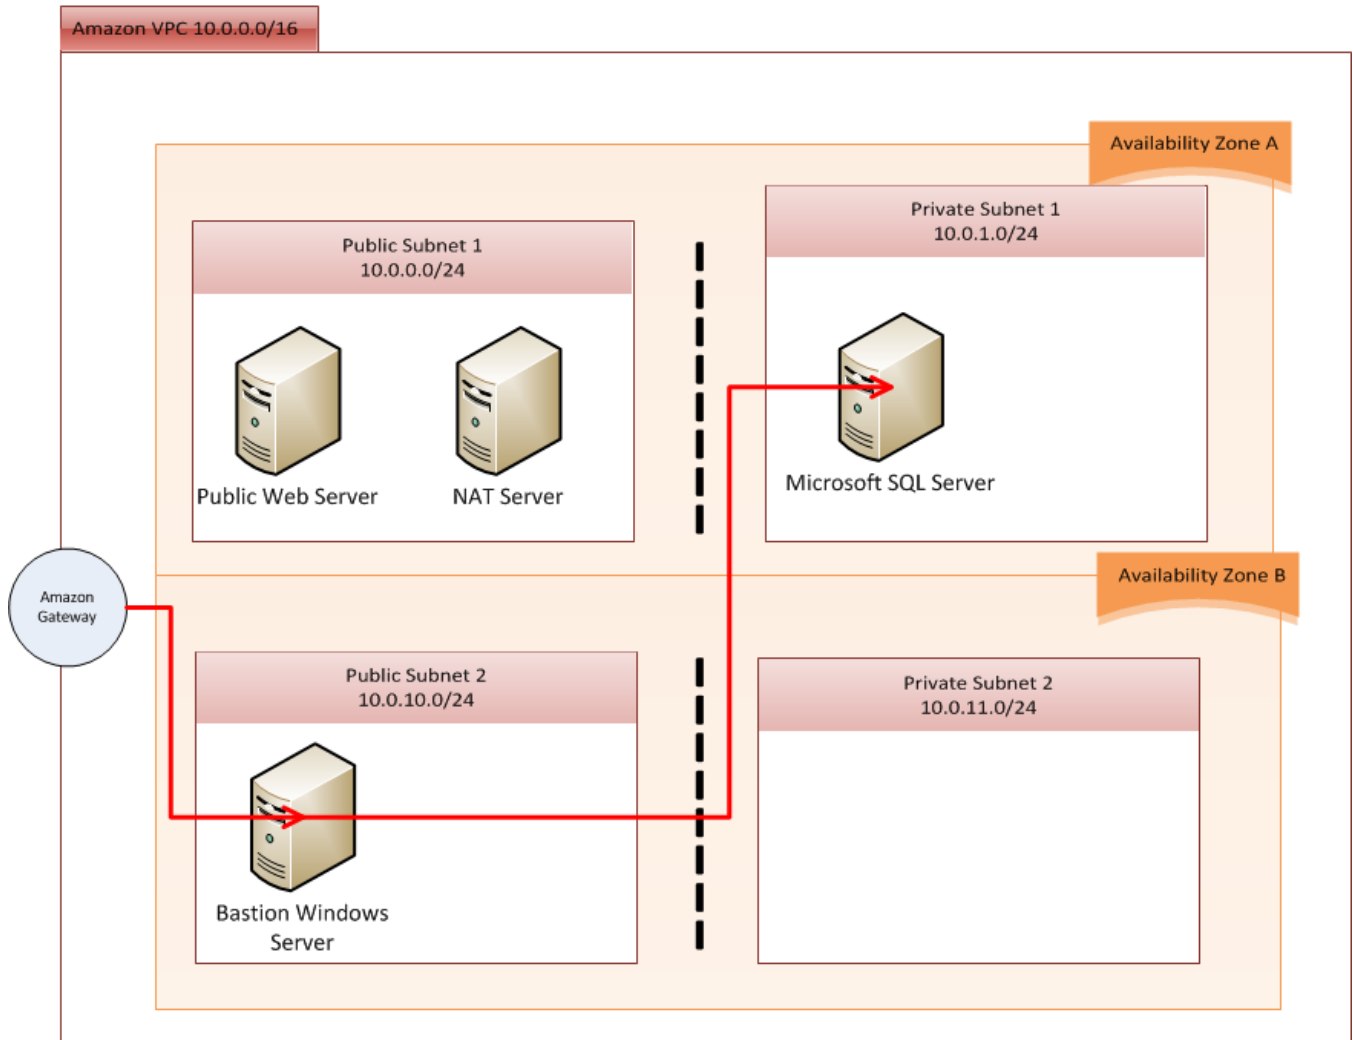 Amazon VPC 10.0.0.0/16
Availability Zone A
Public Subnet 1
10.0.0.0/24
Private Subnet 1
10.0.1.0/24
Public Web Server
NAT Server
Microsoft SQL Server
Amazon
Gateway
Availability Zone B
Public Subnet 2
10.0.10.0/24
Private Subnet 2
10.0.11.0/24
Bastion Windows
Server